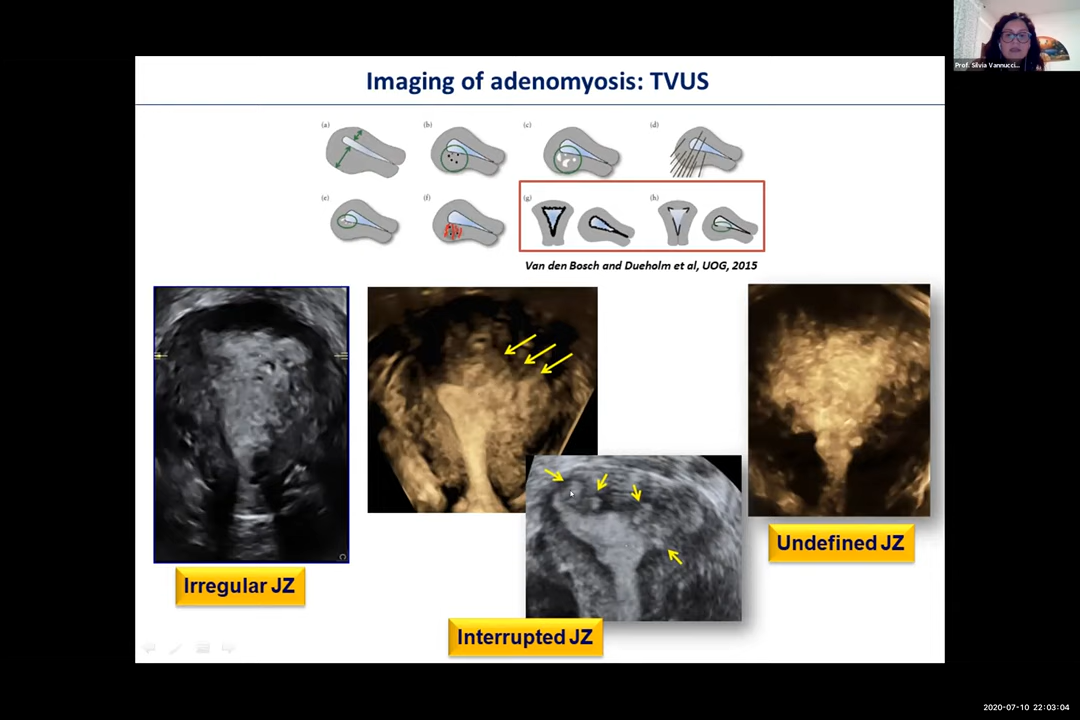 Prof. Silvia Vannucci...
Imaging of adenomyosis: TVUS
(a)
(b)
(c)
(d)
(e)
(f)
(g)
(h)
Van den Bosch and Dueholm et al, UOG, 2015
Irregular JZ
Interrupted JZ
Undefined JZ
2020-07-10 22:03:04